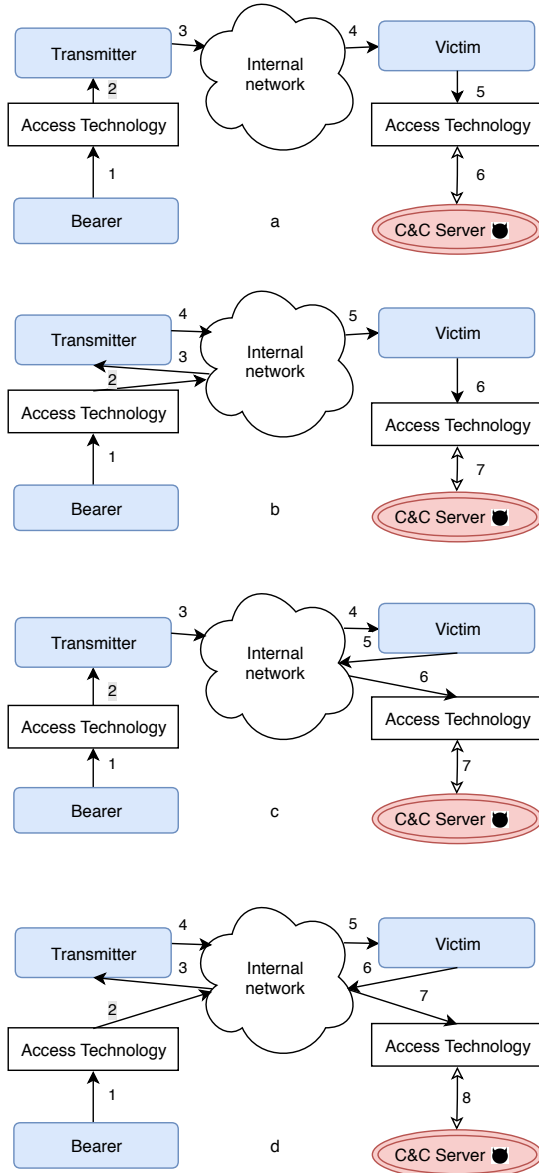 3
4
Transmitter
Victim
Internal
network
2
5
Access Technology
Access Technology
1
6
Bearer
a
C&C Server
4
5
Transmitter
Victim
3
Internal
network
2
6
Access Technology
Access Technology
1
7
Bearer
b
C&C Server
3
4
Transmitter
Victim
5
Internal
network
2
6
Access Technology
Access Technology
1
7
Bearer
c
C&C Server
4
5
Transmitter
Victim
3
6
Internal
network
2
7
Access Technology
Access Technology
1
8
Bearer
d
C&C Server